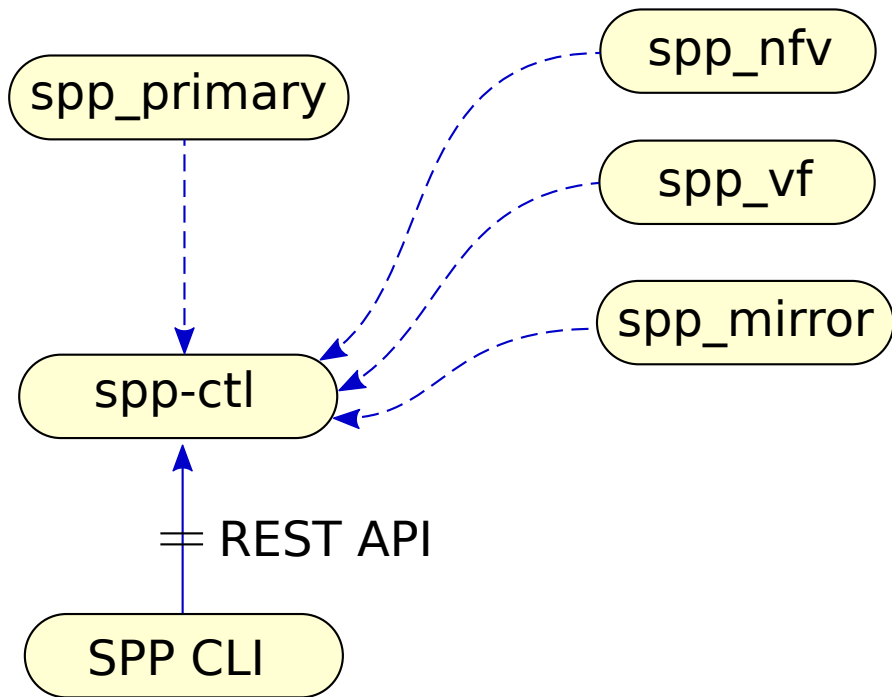 spp_primary
spp_nfv
spp_vf
spp_mirror
spp-ctl
REST API
SPP CLI